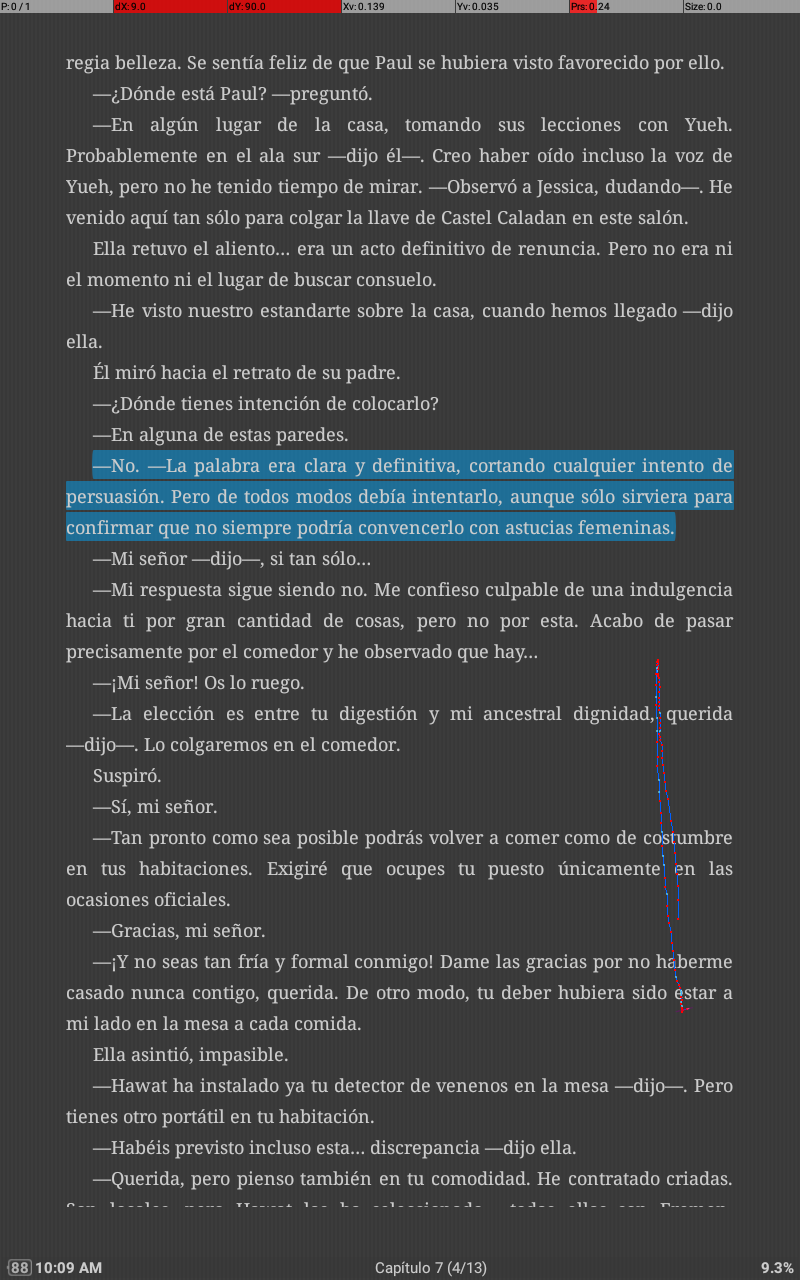 P: 0 / 1 dX: 9.0 dY: 90.0 Xv: 0.139 Yv: 0.035 Prs: 0.24 Size: 0.0
regia belleza. Se sentía feliz de que Paul se hubiera visto favorecido por ello.
—¿Dónde está Paul? —preguntó.
—En algún lugar de la casa, tomando sus lecciones con Yueh.
Probablemente en el ala sur —dijo él—. Creo haber oído incluso la voz de
Yueh, pero no he tenido tiempo de mirar. —Observó a Jessica, dudando—. He
venido aquí tan sólo para colgar la llave de Castel Caladan en este salón.
Ella retuvo el aliento... era un acto definitivo de renuncia. Pero no era ni
el momento ni el lugar de buscar consuelo.
—He visto nuestro estandarte sobre la casa, cuando hemos llegado —dijo
ella.
Él miró hacia el retrato de su padre.
—¿Dónde tienes intención de colocarlo?
—En alguna de estas paredes.
—No. —La palabra era clara y definitiva, cortando cualquier intento de
persuasión. Pero de todos modos debía intentarlo, aunque sólo sirviera para
confirmar que no siempre podría convencerlo con astucias femeninas.
—Mi señor —dijo—, si tan sólo...
—Mi respuesta sigue siendo no. Me confieso culpable de una indulgencia
hacia ti por gran cantidad de cosas, pero no por esta. Acabo de pasar
precisamente por el comedor y he observado que hay...
—¡Mi señor! Os lo ruego.
—La elección es entre tu digestión y mi ancestral dignidad, querida
—dijo—. Lo colgaremos en el comedor.
Suspiró.
—Sí, mi señor.
—Tan pronto como sea posible podrás volver a comer como de costumbre
en tus habitaciones. Exigiré que ocupes tu puesto únicamente en las
ocasiones oficiales.
—Gracias, mi señor.
—¡Y no seas tan fría y formal conmigo! Dame las gracias por no haberme
casado nunca contigo, querida. De otro modo, tu deber hubiera sido estar a
mi lado en la mesa a cada comida.
Ella asintió, impasible.
—Hawat ha instalado ya tu detector de venenos en la mesa —dijo—. Pero
tienes otro portátil en tu habitación.
—Habéis previsto incluso esta... discrepancia —dijo ella.
—Querida, pero pienso también en tu comodidad. He contratado criadas.
88 10:09 AM Capítulo 7 (4/13) 9.3%